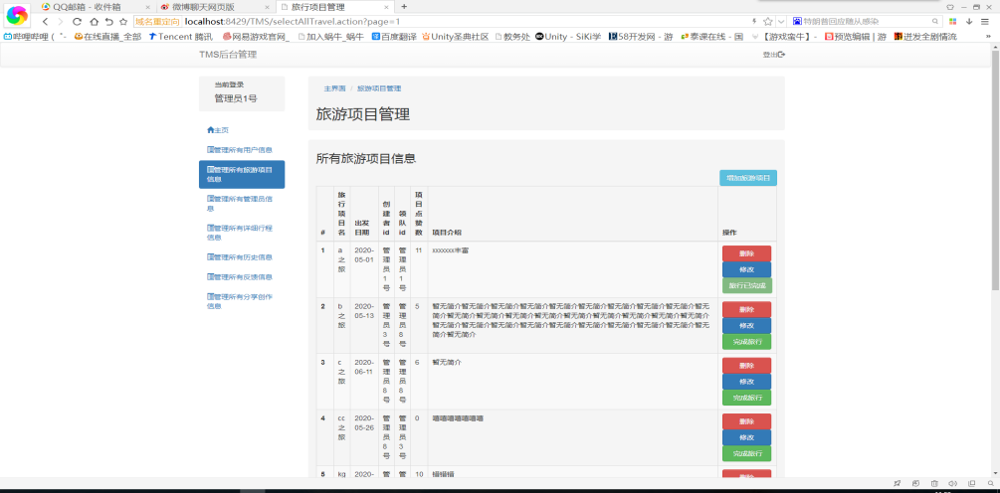 QQ邮箱 - 收件箱 × 微博聊天网页版 × 旅行项目管理 × +
域名重定向 localhost:8429/TMS/selectAllTravel.action?page=1 特朗普回应随从感染
哔哩哔哩 ( ゜- 在线直播_全部 Tencent 腾讯 网易游戏官网_ 加入蜗牛_蜗牛 百度翻译 Unity圣典社区 教务处 Unity - SiKi学 58开发网 - 游 泰课在线 - 国 【游戏蛮牛】- 预览编辑 | 游 迸发全剧情流 »
TMS后台管理 登出
当前登录
管理员1号
主页
管理所有用户信息
管理所有旅游项目
信息
管理所有管理员信
息
管理所有详细行程
信息
管理所有历史信息
管理所有反馈信息
管理所有分享创作
信息
主界面 / 旅游项目管理
旅游项目管理
所有旅游项目信息
增加旅游项目
# 旅行项目名 出发日期 创建者id 领队id 项目点赞数 项目介绍 操作
1 a之旅 2020-05-01 管理员1号 管理员1号 11 xxxxxxx丰富 删除 修改 旅行已完成
2 b之旅 2020-05-13 管理员3号 管理员8号 5 暂无简介暂无简介暂无简介暂无简介暂无简介暂无简介暂无简介暂无简介暂无简介暂无
简介暂无简介暂无简介暂无简介暂无简介暂无简介暂无简介暂无简介暂无简介暂无简介
暂无简介暂无简介暂无简介暂无简介暂无简介暂无简介暂无简介暂无简介暂无简介暂无
简介暂无简介
删除 修改 完成旅行
3 c之旅 2020-06-11 管理员8号 管理员8号 6 暂无简介 删除 修改 完成旅行
4 cc之旅 2020-05-26 管理员8号 管理员3号 0 嘻嘻嘻嘻嘻嘻嘻 删除 修改 完成旅行
5 kg 2020- 管 管 10 删除